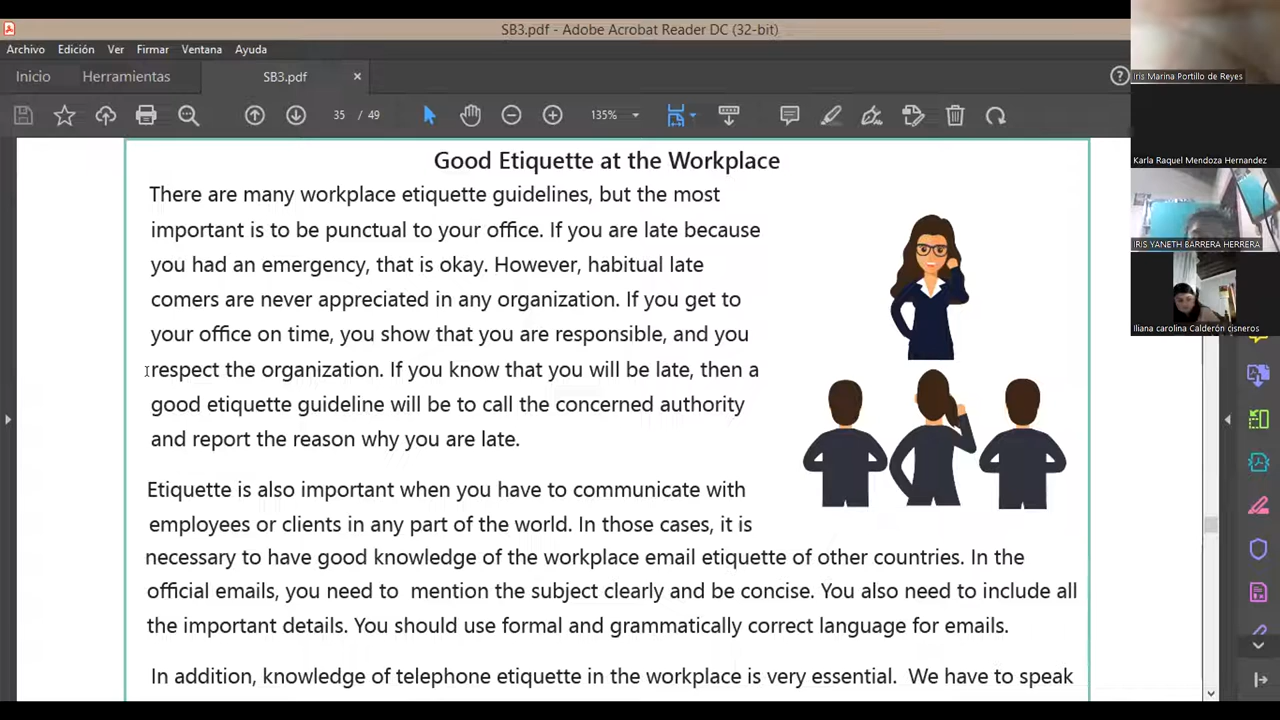 SB3.pdf - Adobe Acrobat Reader DC (32-bit)
Archivo Edición Ver Firmar Ventana Ayuda
Inicio Herramientas SB3.pdf ×
35 / 49 135%
Iris Marina Portillo de Reyes
Karla Raquel Mendoza Hernandez
IRIS YANETH BARRERA HERRERA
Iliana carolina Calderón cisneros
Good Etiquette at the Workplace
There are many workplace etiquette guidelines, but the most
important is to be punctual to your office. If you are late because
you had an emergency, that is okay. However, habitual late
comers are never appreciated in any organization. If you get to
your office on time, you show that you are responsible, and you
respect the organization. If you know that you will be late, then a
good etiquette guideline will be to call the concerned authority
and report the reason why you are late.
Etiquette is also important when you have to communicate with
employees or clients in any part of the world. In those cases, it is
necessary to have good knowledge of the workplace email etiquette of other countries. In the
official emails, you need to  mention the subject clearly and be concise. You also need to include all
the important details. You should use formal and grammatically correct language for emails.
In addition, knowledge of telephone etiquette in the workplace is very essential.  We have to speak